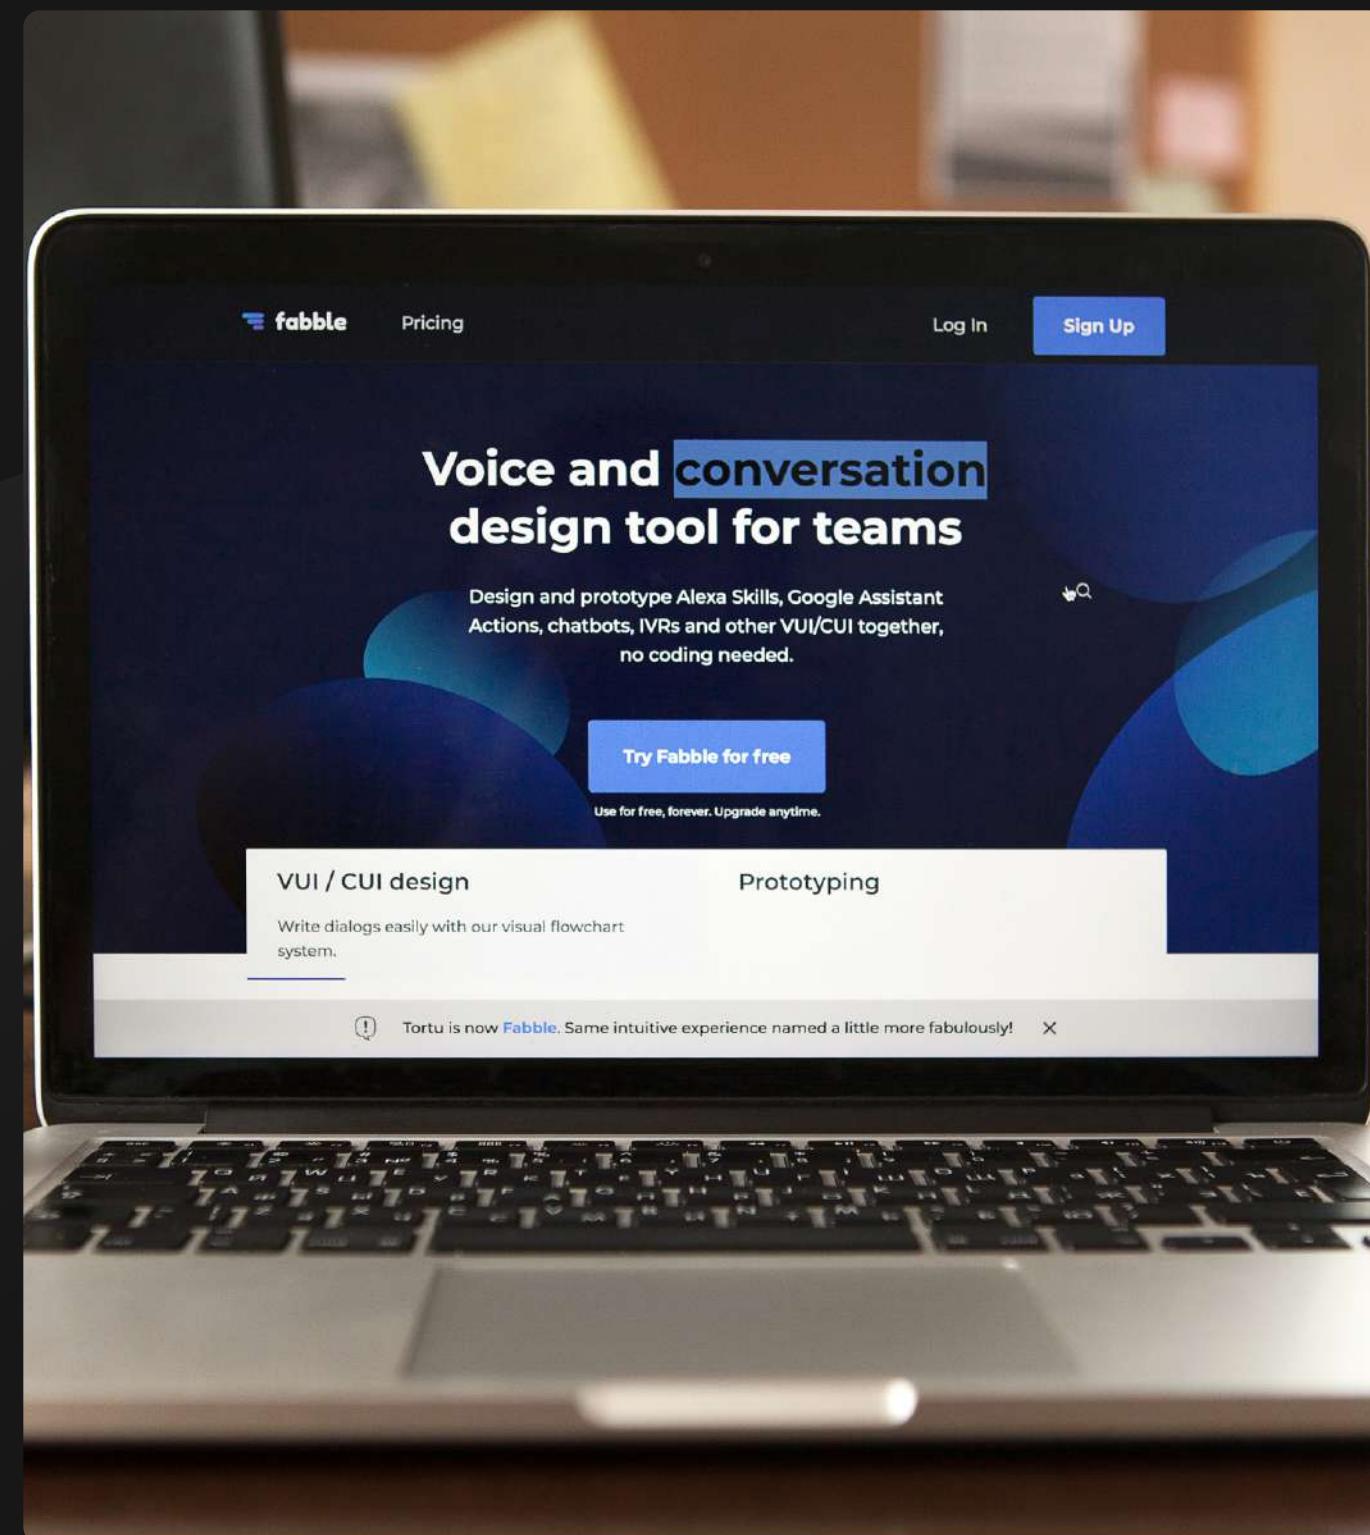 fabble Pricing Log In Sign Up
Voice and conversation
design tool for teams
Design and prototype Alexa Skills, Google Assistant
Actions, chatbots, IVRs and other VUI/CUI together,
no coding needed.
Try Fabble for free
Use for free, forever. Upgrade anytime.
VUI / CUI design Prototyping
Write dialogs easily with our visual flowchart
system.
Tortu is now Fabble. Same intuitive experience named a little more fabulously!